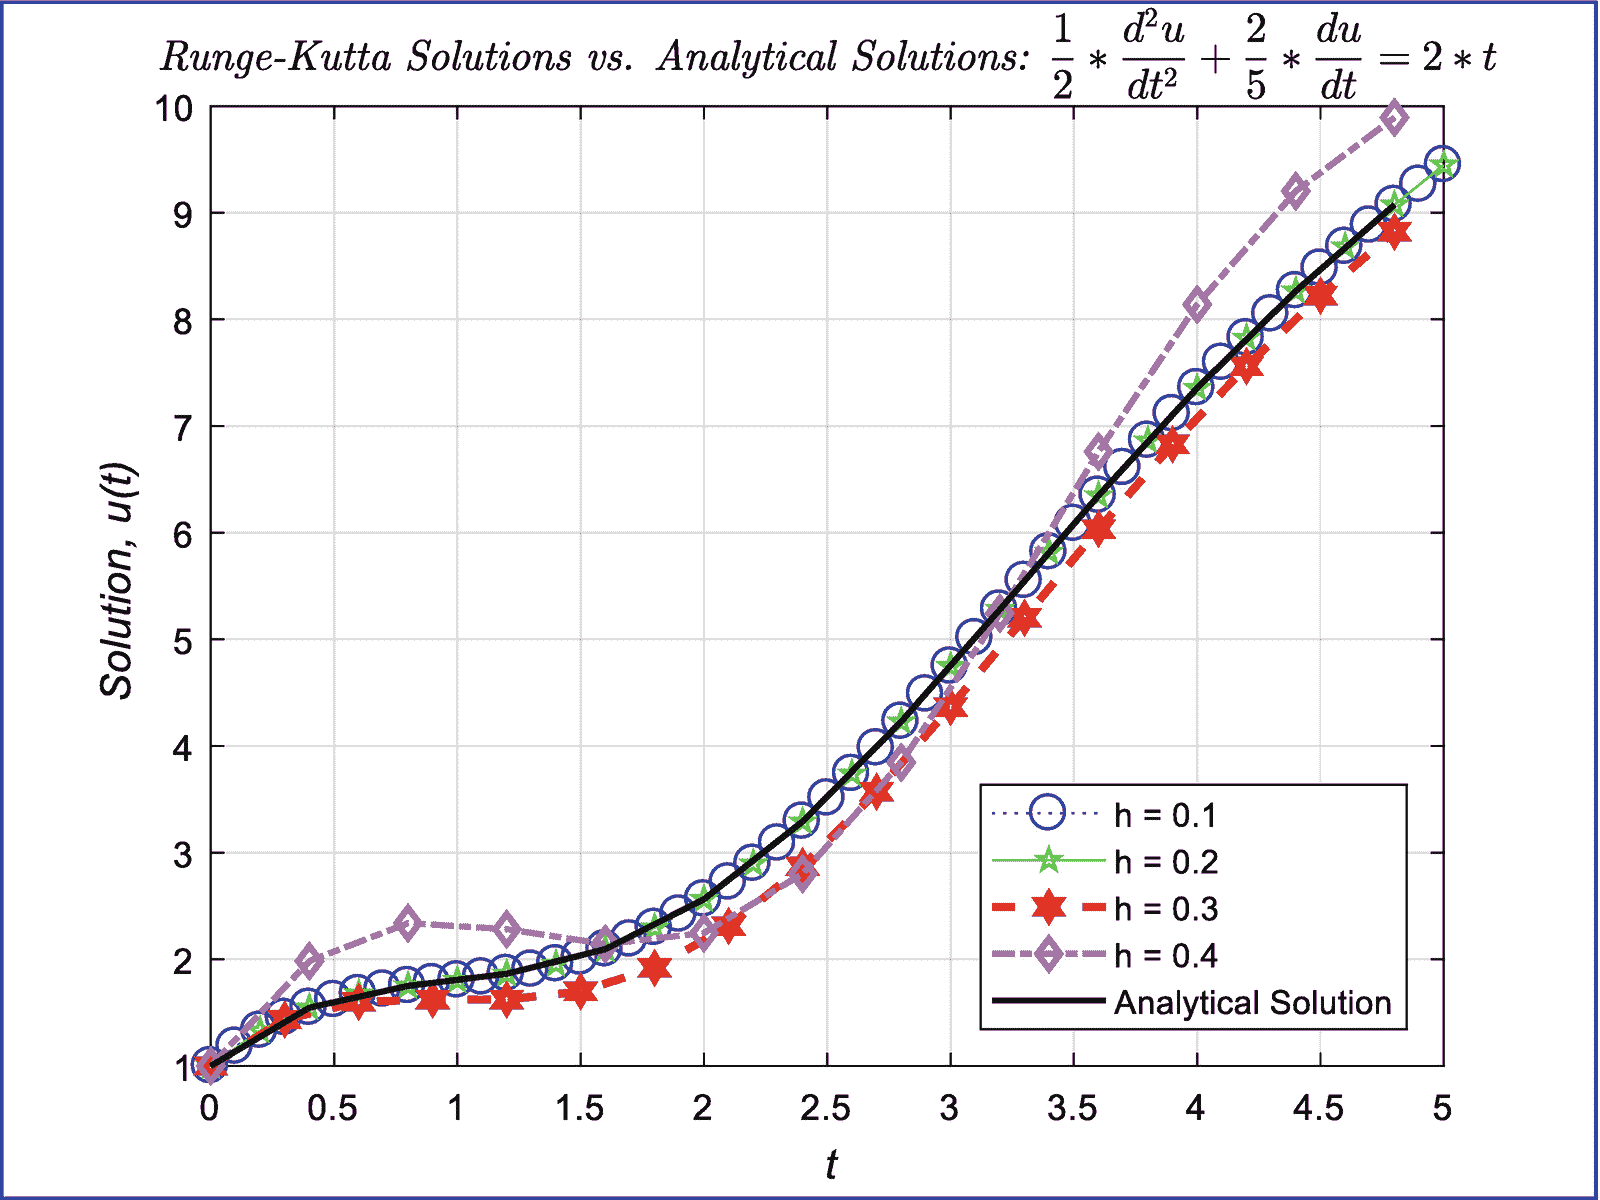 Runge-Kutta Solutions vs. Analytical Solutions: 1/2 * d²u/dt² + 2/5 * du/dt = 2 * t
10
9
8
7
6
5
4
3
2
1
Solution, u(t)
h = 0.1
h = 0.2
h = 0.3
h = 0.4
Analytical Solution
0 0.5 1 1.5 2 2.5 3 3.5 4 4.5 5
t